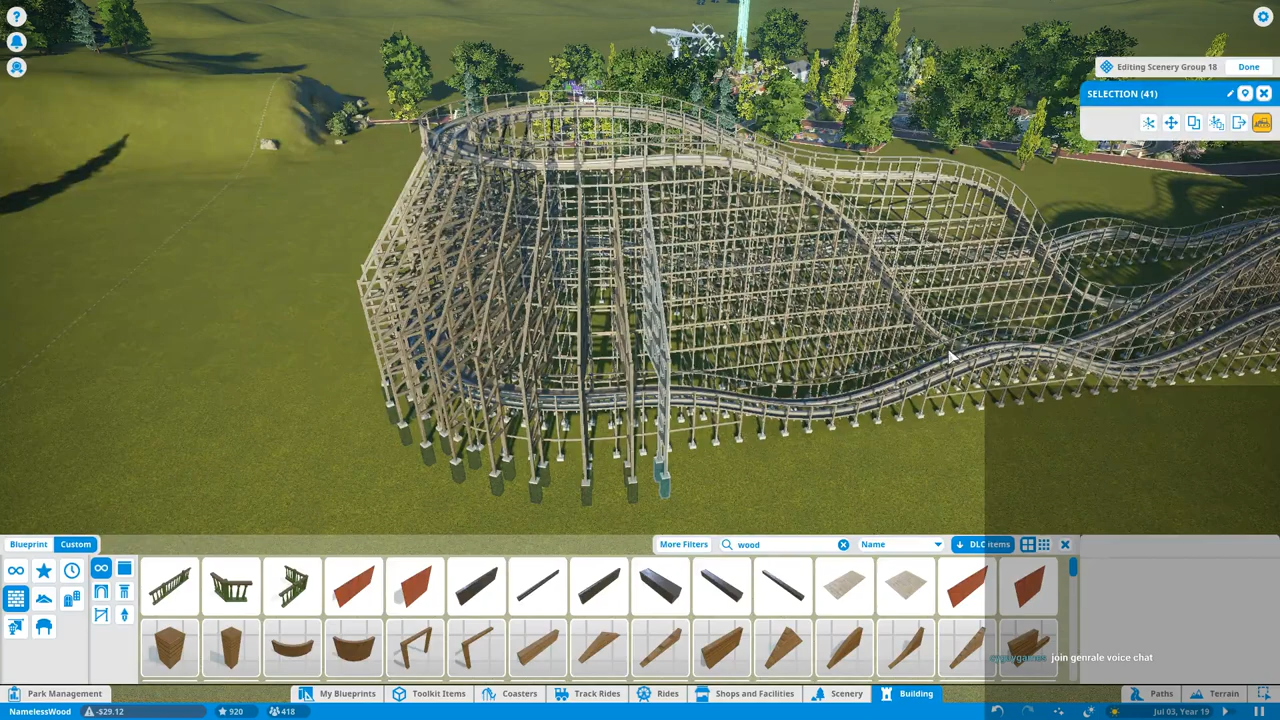 Editing Scenery Group 18
Done
SELECTION (41)
Blueprint
Custom
More Filters
wood
Name
DLC items
join genrale voice chat
Park Management
My Blueprints
Toolkit Items
Coasters
Track Rides
Rides
Shops and Facilities
Scenery
Building
Paths
Terrain
NamelessWood
-$29.12
920
418
Jul 03, Year 19